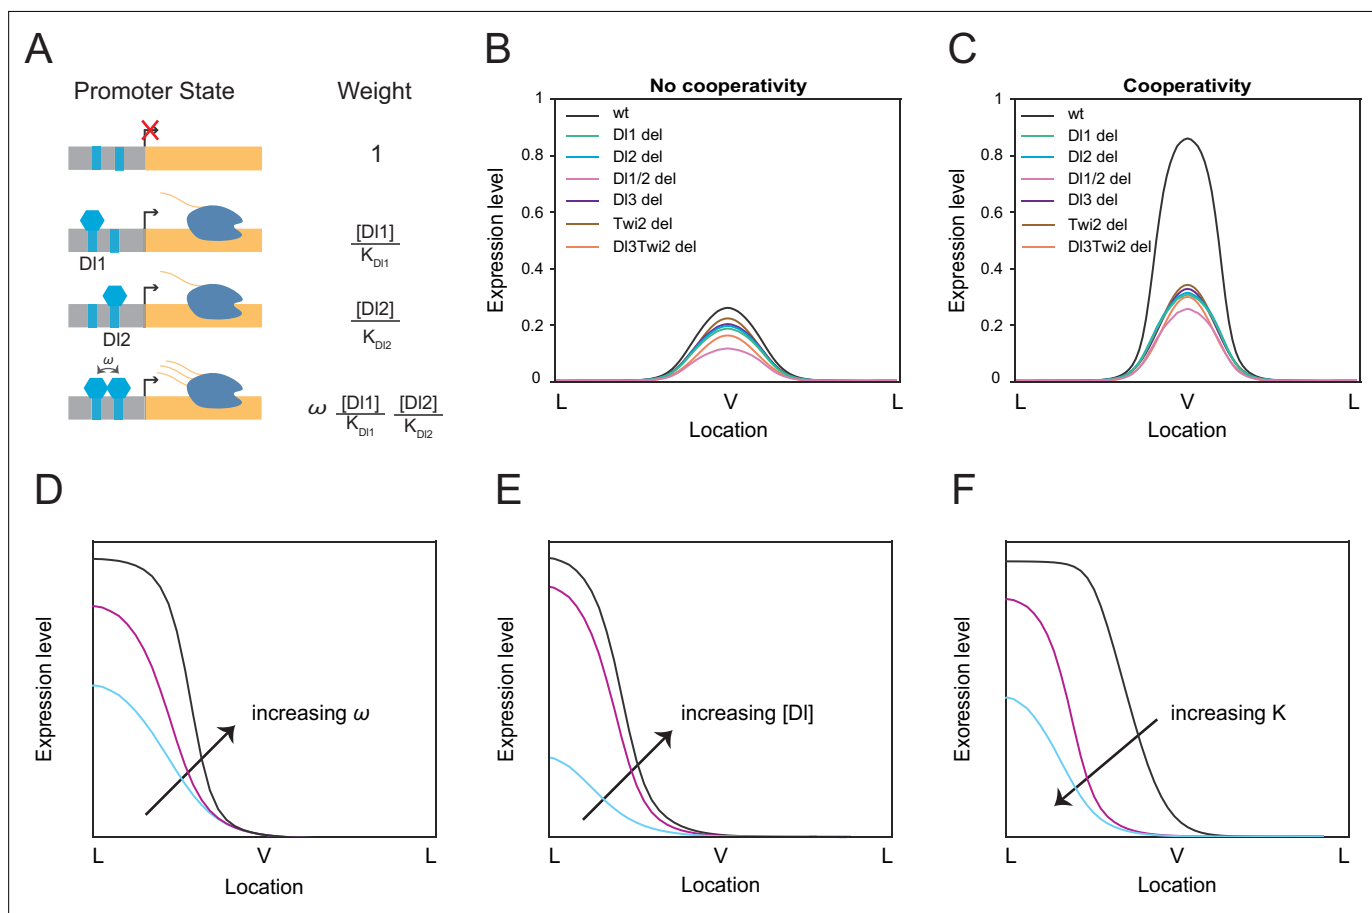 A
Promoter State
Weight
1
Dl1
[Dl1]
K_Dl1
Dl2
[Dl2]
K_Dl2
ω
ω [Dl1] [Dl2]
K_Dl1 K_Dl2
B
No cooperativity
Expression level
1
0.8
0.6
0.4
0.2
0
wt
Dl1 del
Dl2 del
Dl1/2 del
Dl3 del
Twi2 del
Dl3Twi2 del
L
V
L
Location
C
Cooperativity
Expression level
1
0.8
0.6
0.4
0.2
0
wt
Dl1 del
Dl2 del
Dl1/2 del
Dl3 del
Twi2 del
Dl3Twi2 del
L
V
L
Location
D
Expression level
increasing ω
L
V
L
Location
E
Expression level
increasing [Dl]
L
V
L
Location
F
Exoression level
increasing K
L
V
L
Location